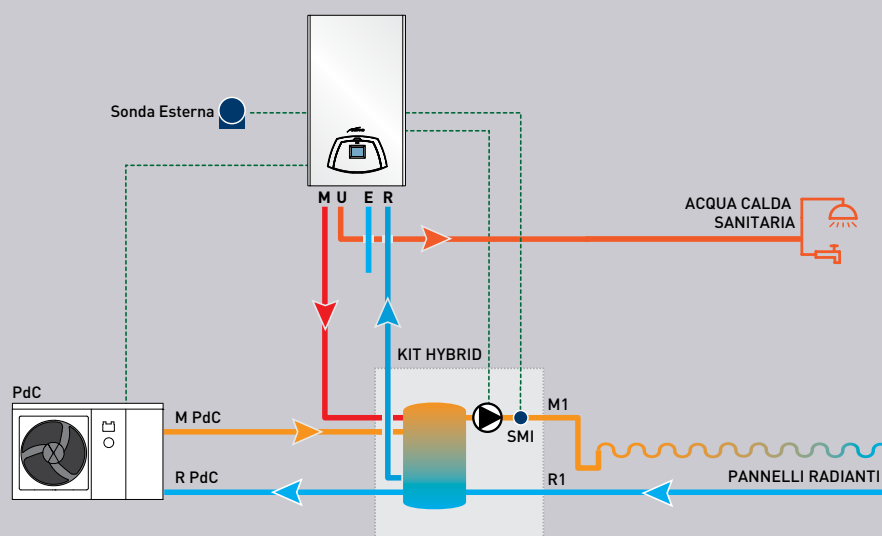 Sonda Esterna
M U E R
ACQUA CALDA
SANITARIA
KIT HYBRID
PdC
M PdC
M1
SMI
R PdC
R1
PANNELLI RADIANTI